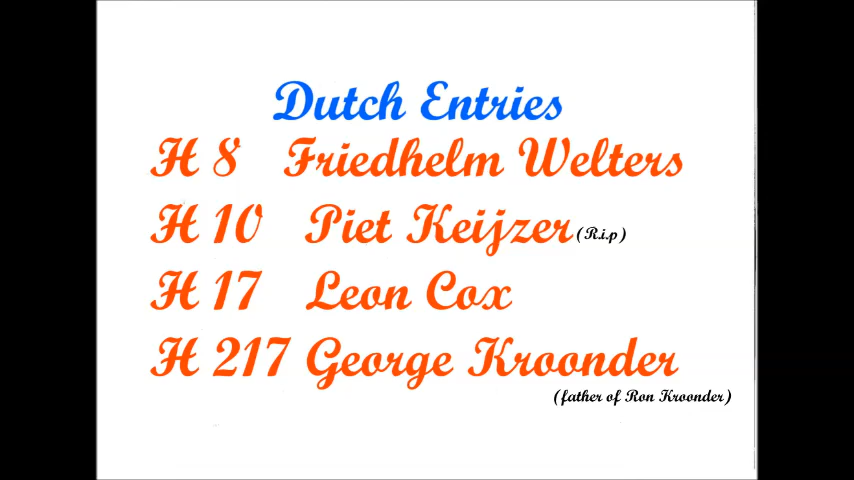 Dutch Entries
H 8 Friedhelm Welters
H 10 Piet Keijzer (R.i.p)
H 17 Leon Cox
H 217 George Kroonder
(father of Ron Kroonder)